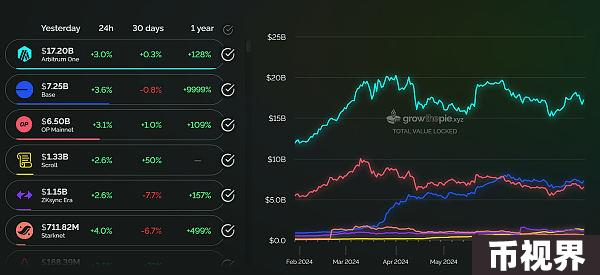 Yesterday 24h 30 days 1 year
$17.20B +3.0% +0.3% +128%
Arbitrum One
$7.25B +3.6% -0.8% +9999%
Base
OP $6.50B +3.1% +1.0% +109%
OP Mainnet
$1.33B +2.6% +50% —
Scroll
$1.15B +2.6% -7.7% +157%
ZKsync Era
$711.82M +4.0% -6.7% +499%
Starknet
$168.39M
$25B
$20B
growthepie.xyz
TOTAL VALUE LOCKED
$15B
$10B
$5.0B
$0.0
Feb 2024 Mar 2024 Apr 2024 May 2024
币视界